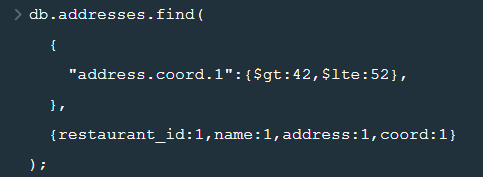 > db.addresses.find(
{
"address.coord.1":{$gt:42,$lte:52},
},
{restaurant_id:1,name:1,address:1,coord:1}
);